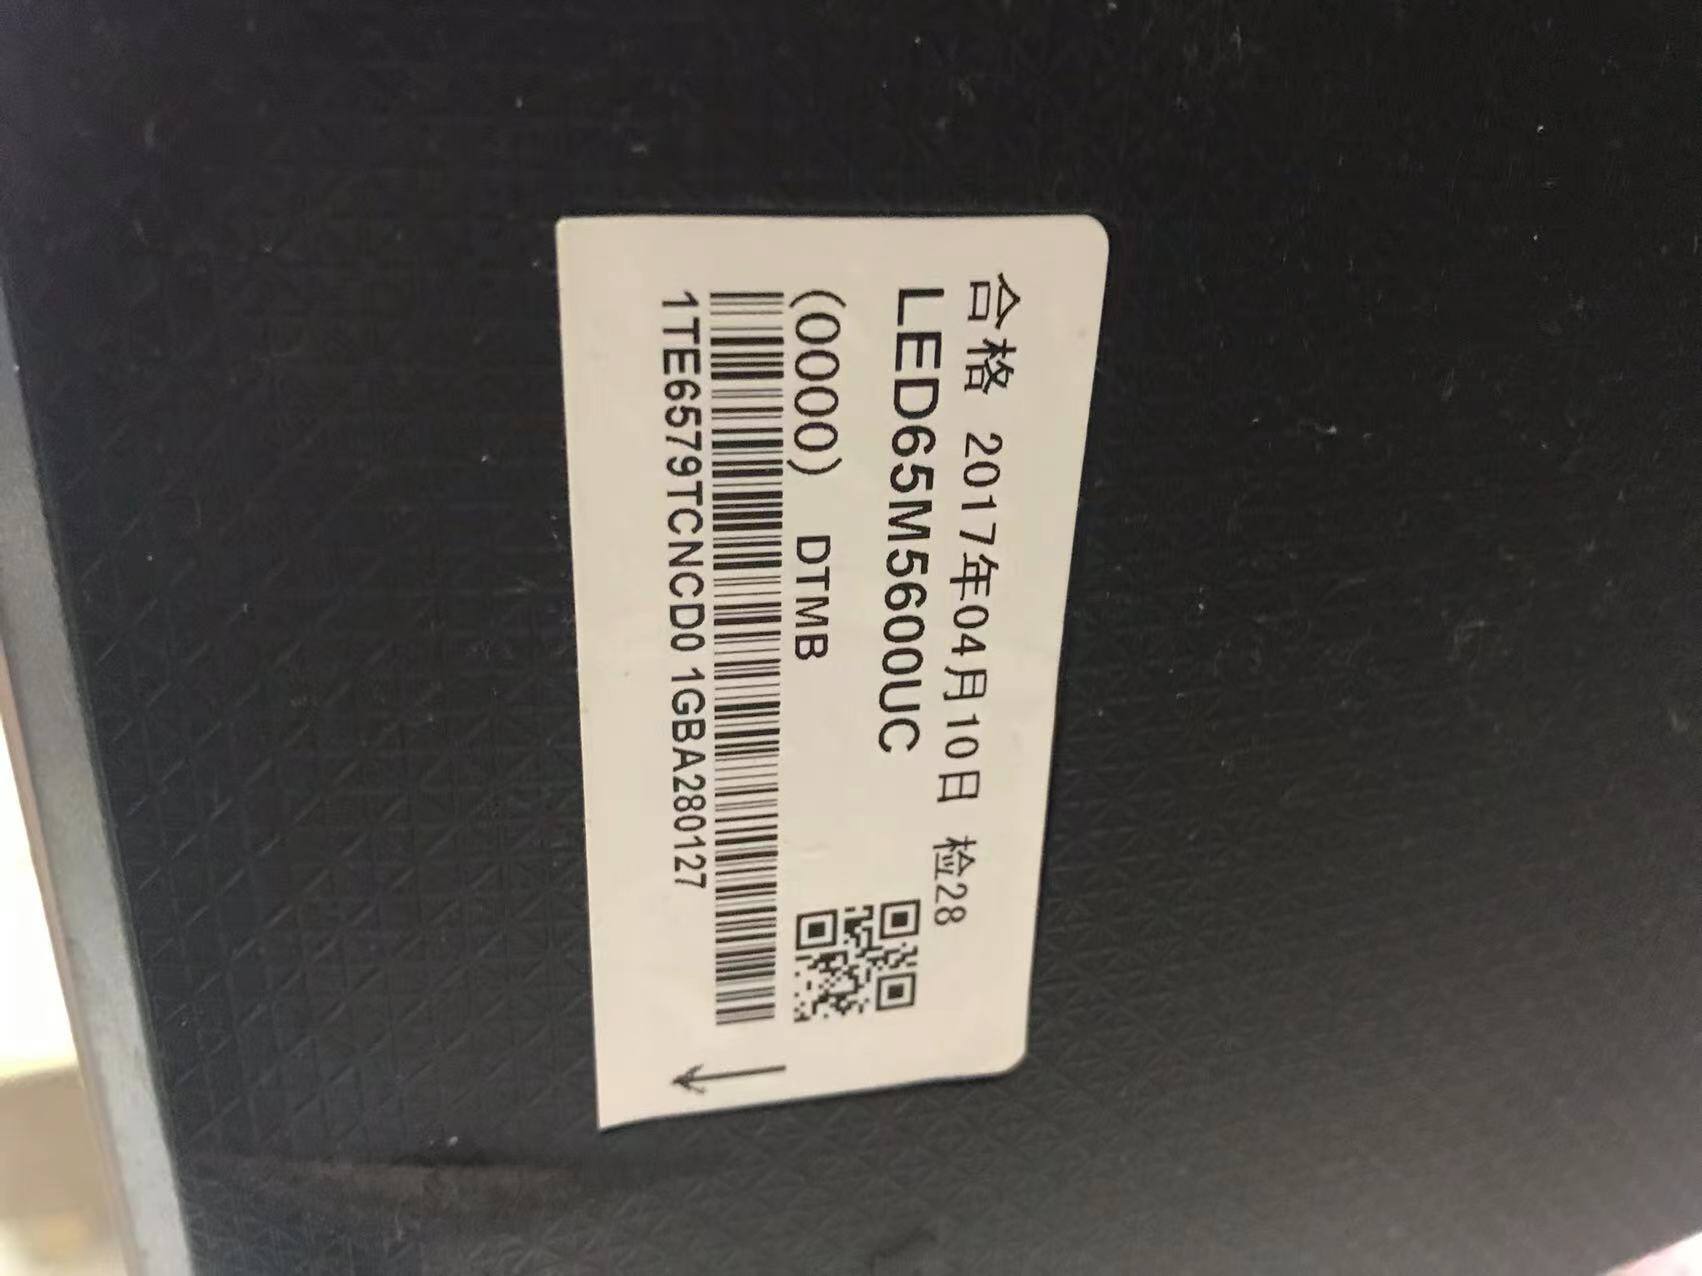 合格 2017年04月10日 检28
LED65M5600UC
(0000) DTMB
1TE6579TCNCD0 1GBA280127